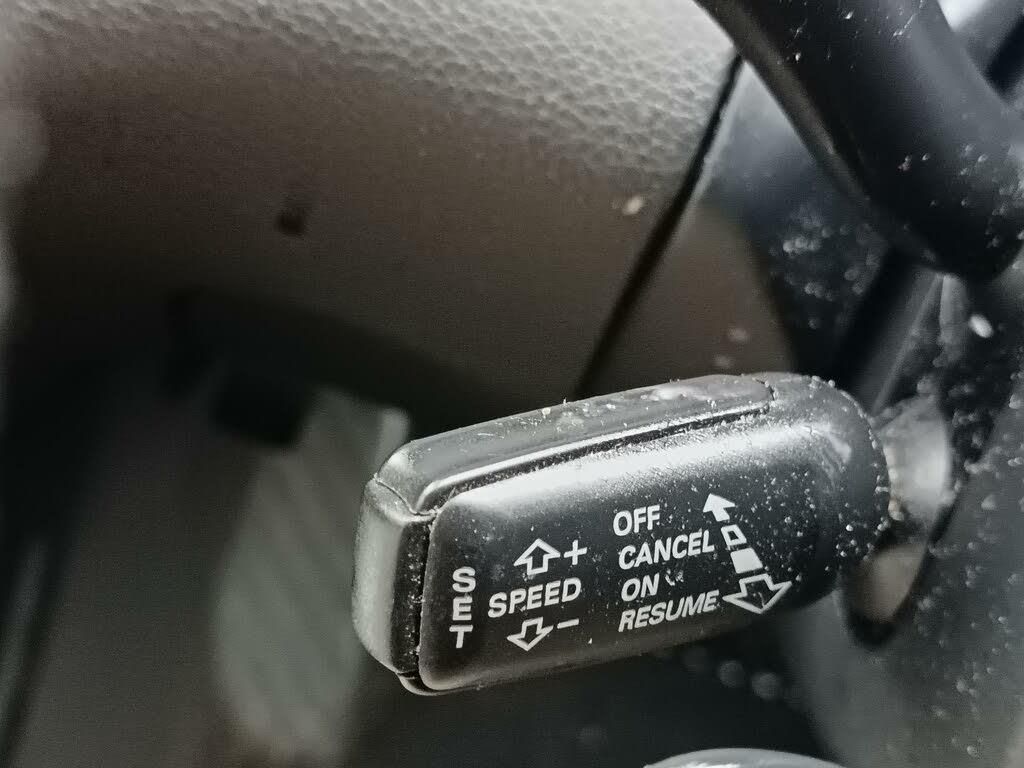 SET
SPEED
+
-
OFF
CANCEL
ON
RESUME